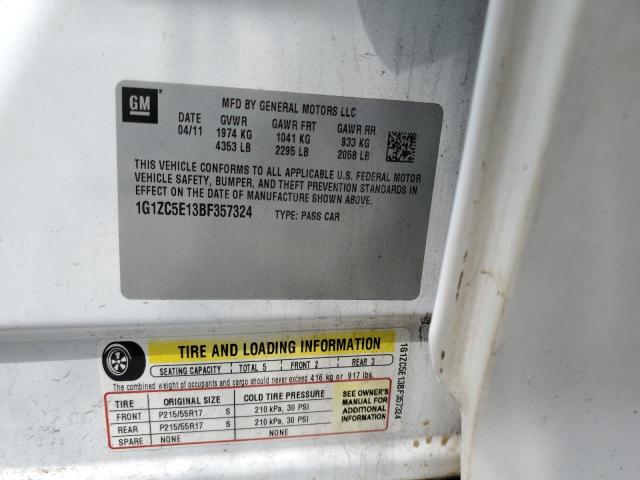 GM
MFD BY GENERAL MOTORS LLC
DATE GVWR GAWR FRT GAWR RR
04/11 1974 KG 1041 KG 933 KG
4353 LB 2295 LB 2058 LB
THIS VEHICLE CONFORMS TO ALL APPLICABLE U.S. FEDERAL MOTOR
VEHICLE SAFETY, BUMPER, AND THEFT PREVENTION STANDARDS IN
EFFECT ON THE DATE OF MANUFACTURE SHOWN ABOVE.
1G1ZC5E13BF357324 TYPE: PASS CAR
TIRE AND LOADING INFORMATION
SEATING CAPACITY TOTAL 5 FRONT 2 REAR 3
The combined weight of occupants and cargo should never exceed 416 kg or 917 lbs.
TIRE ORIGINAL SIZE COLD TIRE PRESSURE
FRONT P215/55R17 S 210 kPa, 30 PSI
REAR P215/55R17 S 210 kPa, 30 PSI
SPARE NONE NONE
SEE OWNER'S
MANUAL FOR
ADDITIONAL
INFORMATION
1G1ZC5E13BF357324